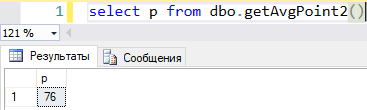 1 select p from dbo.getAvgPoint2()
121 %
Результаты Сообщения
p
1 76